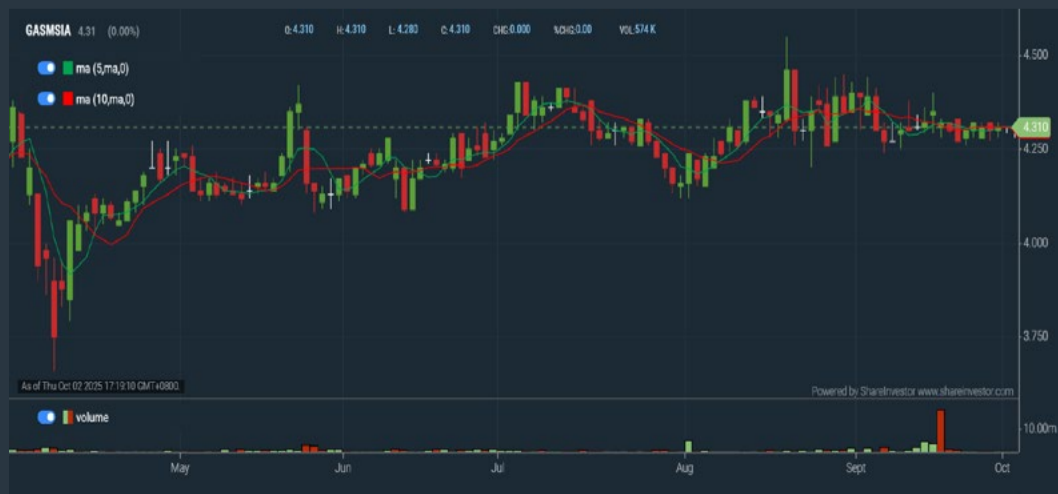 GASMSIA 4.31 (0.00%) O:4.310 H:4.310 L: 4.280 C:4.310 CHG:0.000 %CHG:0.00 VOL:574 K
ma (5,ma,0)
ma (10,ma,0)
4.500
4.310
4.250
4.000
3.750
As of Thu Oct 02 2025 17:19:10 GMT+0800.
Powered by ShareInvestor www.shareinvestor.com
volume
10.00m
May Jun Jul Aug Sept Oct